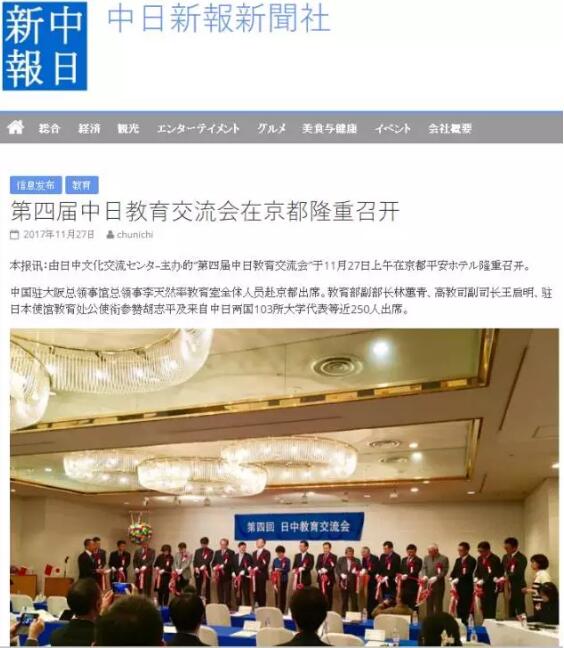 新中
報日
中日新報新聞社
総合 経済 観光 エンターテイメント グルメ 美食与健康 イベント 会社概要
信息发布 教育
第四届中日教育交流会在京都隆重召开
2017年11月27日 chunichi
本报讯：由日中文化交流センター主办的“第四届中日教育交流会”于11月27日上午在京都平安ホテル隆重召开。
中国驻大阪总领事馆总领事李天然率教育室全体人员赴京都出席。教育部副部长林蕙青、高教司副司长王启明、驻
日本使馆教育处公使衔参赞胡志平及来自中日两国103所大学代表等近250人出席。
第四回 日中教育交流会